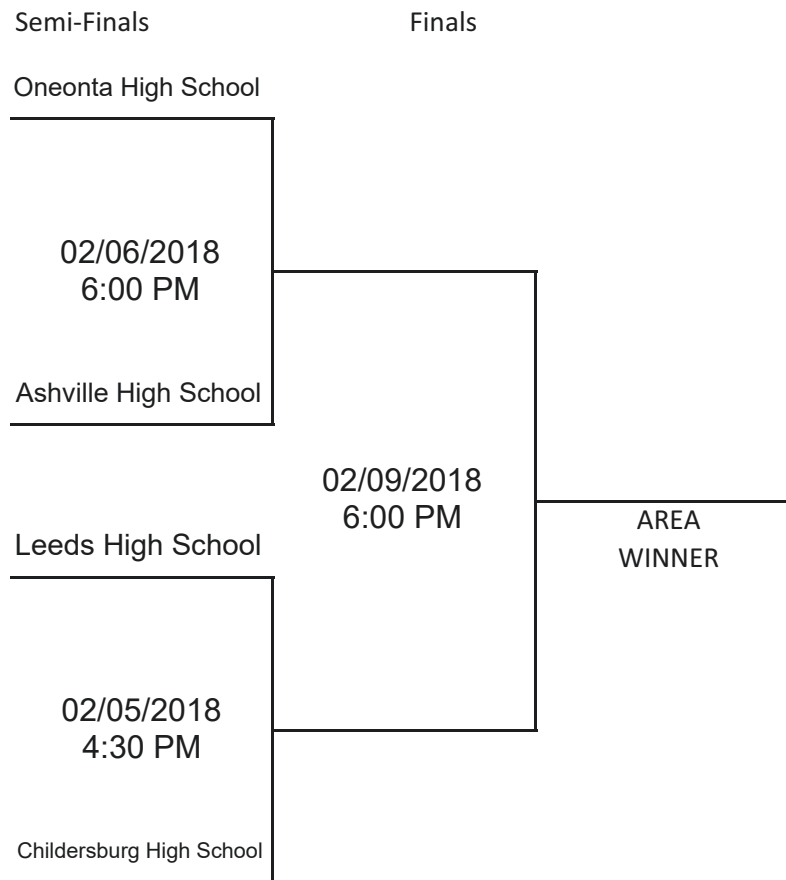 Semi-Finals
Finals
Oneonta High School
02/06/2018
6:00 PM
Ashville High School
02/09/2018
6:00 PM
AREA
WINNER
Leeds High School
02/05/2018
4:30 PM
Childersburg High School